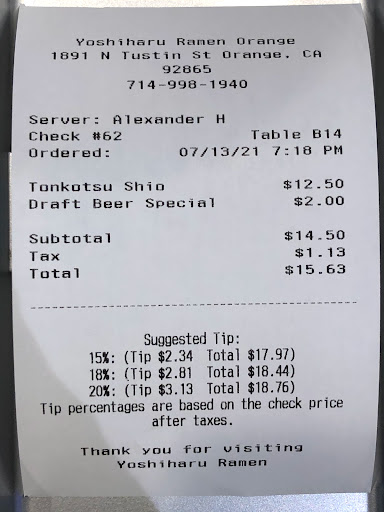 Yoshiharu Ramen Orange
1891 N Tustin St Orange, CA
92865
714-998-1940
Server: Alexander H
Check #62 Table B14
Ordered: 07/13/21 7:18 PM
Tonkotsu Shio $12.50
Draft Beer Special $2.00
Subtotal $14.50
Tax $1.13
Total $15.63
Suggested Tip:
15%: (Tip $2.34 Total $17.97)
18%: (Tip $2.81 Total $18.44)
20%: (Tip $3.13 Total $18.76)
Tip percentages are based on the check price
after taxes.
Thank you for visiting
Yoshiharu Ramen